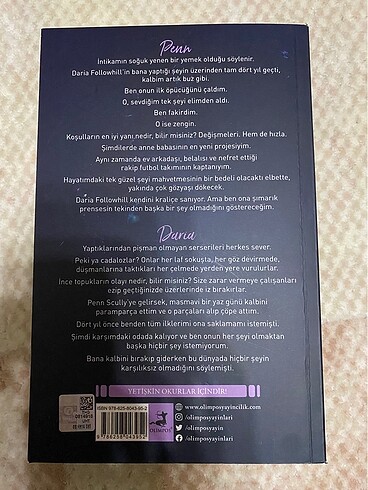 Penn
İntikamın soğuk yenen bir yemek olduğu söylenir.
Daria Followhill'in bana yaptığı şeyin üzerinden tam dört yıl geçti,
kalbim artık buz gibi.
Ben onun ilk öpücüğünü çaldım.
O, sevdiğim tek şeyi elimden aldı.
Ben fakirdim.
O ise zengin.
Koşulların en iyi yanı nedir, bilir misiniz? Değişmeleri. Hem de hızla.
Şimdilerde anne babasının en yeni projesiyim.
Aynı zamanda ev arkadaşı, belalısı ve nefret ettiği
rakip futbol takımının kaptanıyım.
Hayatımdaki tek güzel şeyi mahvetmesinin bir bedeli olacaktı elbette,
yakında çok gözyaşı dökecek.
Daria Followhill kendini kraliçe sanıyor. Ama ben ona şımarık
prensesin tekinden başka bir şey olmadığını göstereceğim.
Daria
Yaptıklarından pişman olmayan serserileri herkes sever.
Peki ya cadalozlar? Onlar her laf sokuşta, her göz devirmede,
düşmanlarına taktıkları her çelmede yerden yere vurulurlar.
İnce topukların olayı nedir, bilir misiniz? Size zarar vermeye çalışanları
ezip geçtiğinizde üzerlerinde iz bırakırlar.
Penn Scully'ye gelirsek, masmavi bir yaz günü kalbini
paramparça ettim ve o parçaları alıp çöpe attım.
Dört yıl önce benden tüm ilklerimi ona saklamamı istemişti.
Şimdi karşımdaki odada kalıyor ve ben onun her şeyi olmaktan
başka hiçbir şey istemiyorum.
Bana kalbini bırakıp giderken bu dünyada hiçbir şeyin
karşılıksız olmadığını söylemişti.
YETİŞKİN OKURLAR İÇİNDİR!
ISBN 978-625-8043-95-2
9 786258 043952
OLIMPOS
www.olimposyayincilik.com
/olimposyayinlari
/olimposyayin
/olimposyayinlari